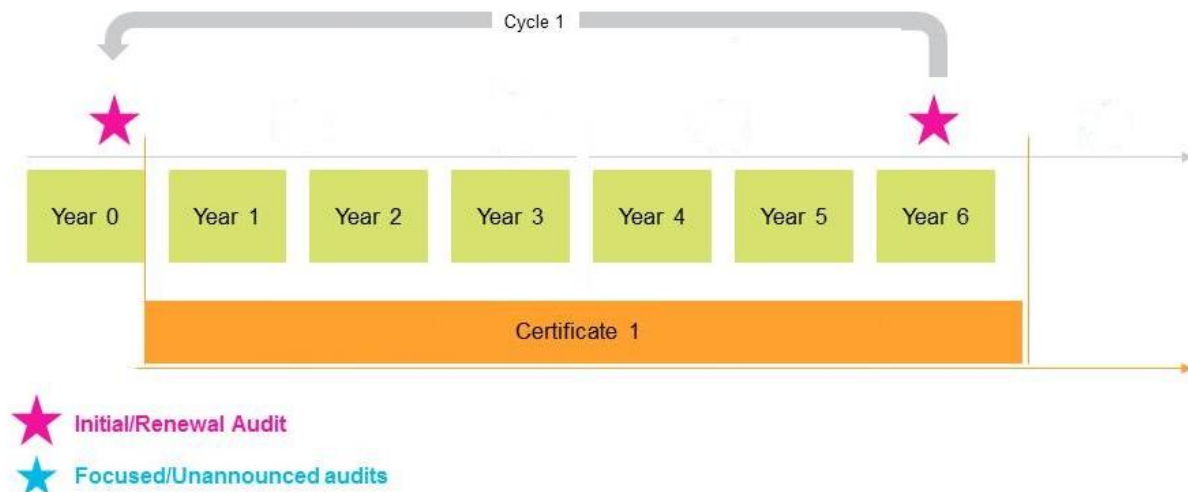 Cycle 1
Year 0
Year 1
Year 2
Year 3
Year 4
Year 5
Year 6
Certificate 1
Initial/Renewal Audit
Focused/Unannounced audits